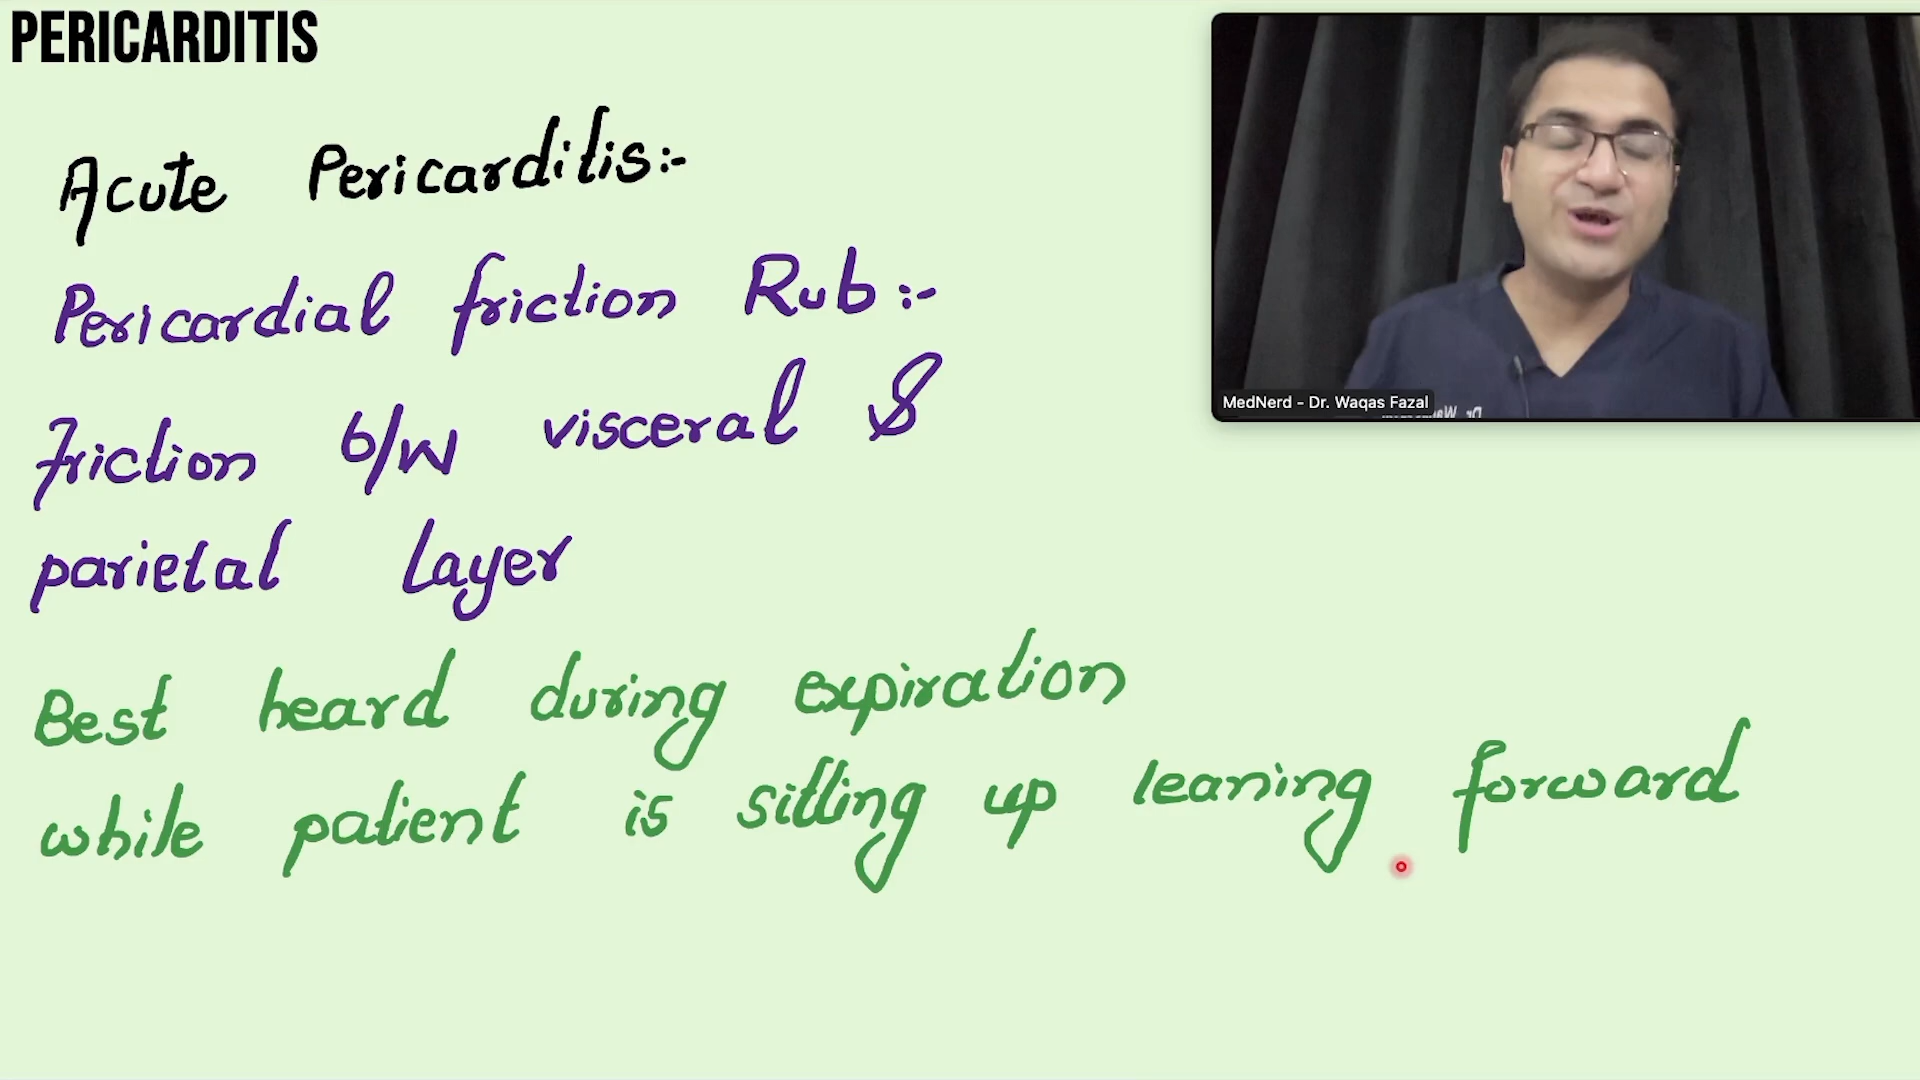 PERICARDITIS
Acute Pericarditis:-
Pericardial friction Rub:-
Friction b/w visceral &
parietal Layer
Best heard during expiration
while patient is sitting up leaning forward
MedNerd - Dr. Waqas Fazal